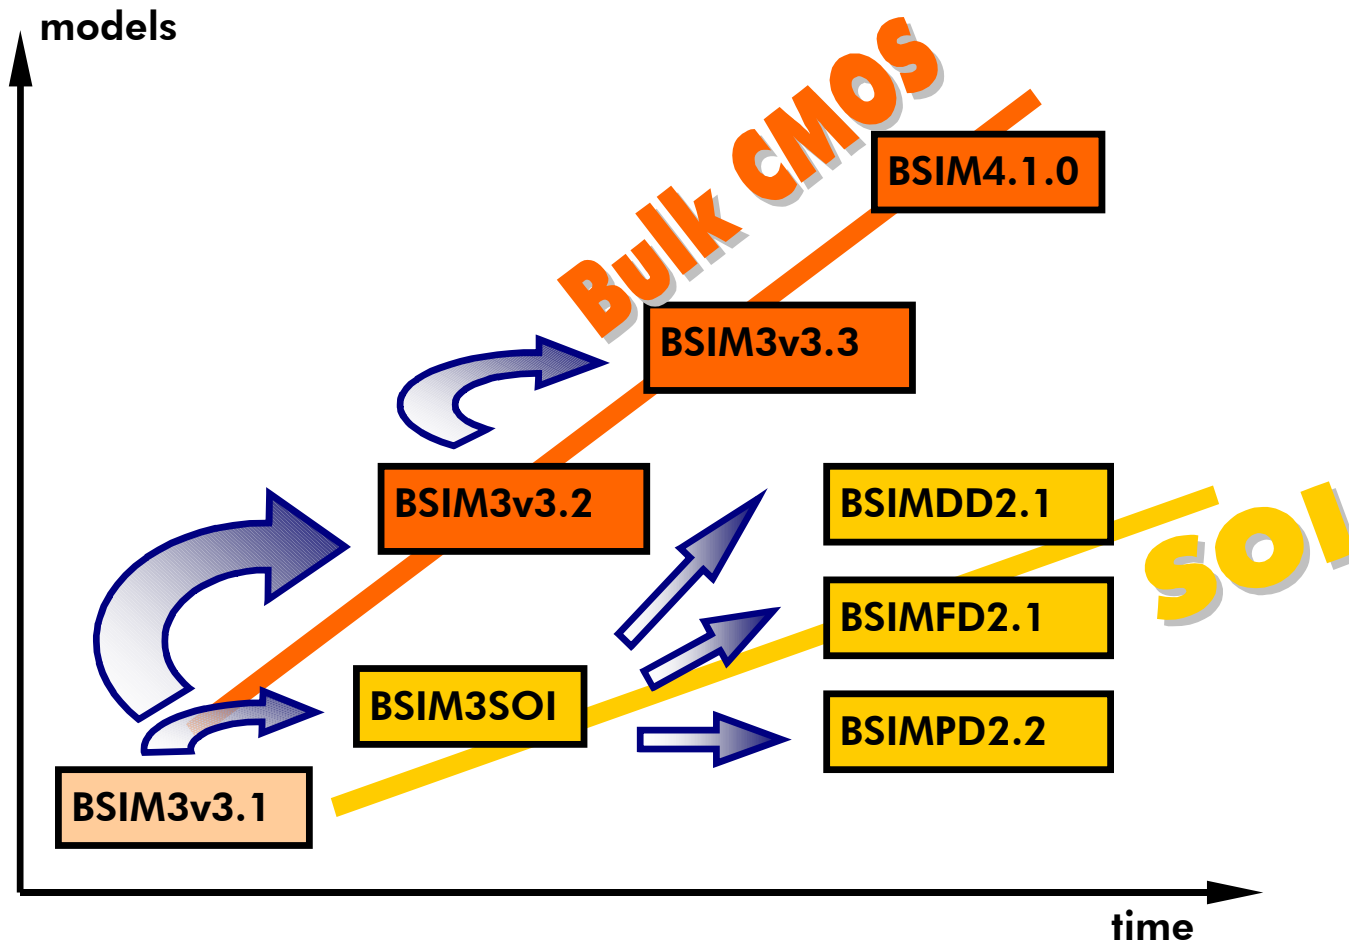 models
Bulk CMOS
BSIM4.1.0
BSIM3v3.3
BSIM3v3.2
BSIMDD2.1
SOI
BSIMFD2.1
BSIM3SOI
BSIMPD2.2
BSIM3v3.1
time